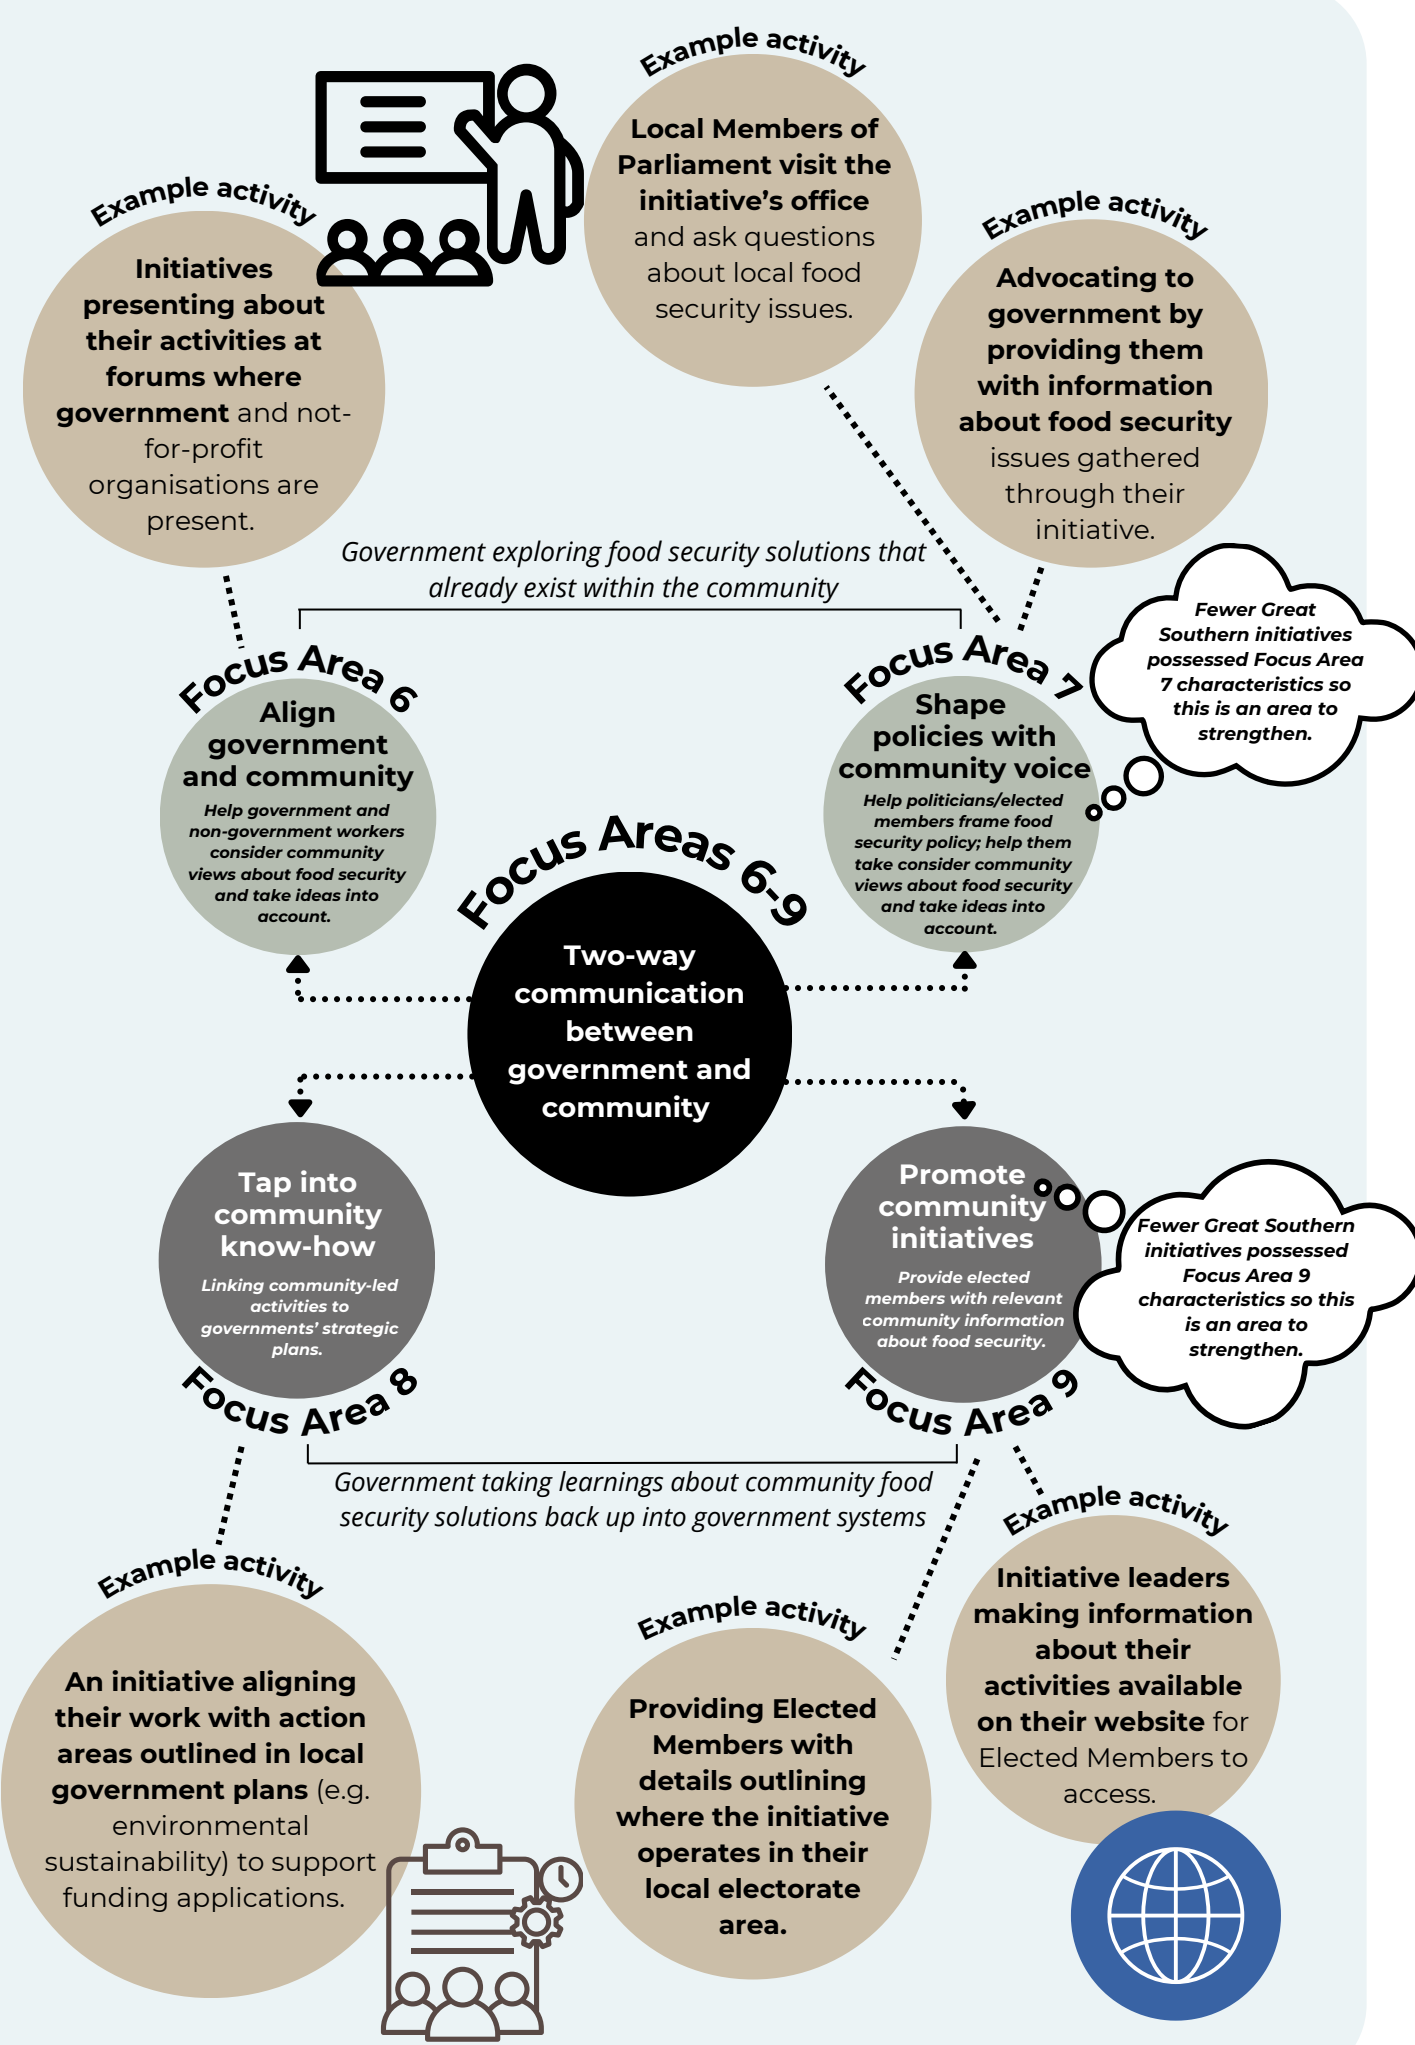 Example activity
Local Members of
Parliament visit the
initiative's office
and ask questions
about local food
security issues.
Example activity
Initiatives
presenting about
their activities at
forums where
government and not-
for-profit
organisations are
present.
Example activity
Advocating to
government by
providing them
with information
about food security
issues gathered
through their
initiative.
Government exploring food security solutions that
already exist within the community
Fewer Great
Southern initiatives
possessed Focus Area
7 characteristics so
this is an area to
strengthen.
Focus Area 6
Align
government
and community
Help government and
non-government workers
consider community
views about food security
and take ideas into
account.
Focus Area 7
Shape
policies with
community voice
Help politicians/elected
members frame food
security policy; help them
take consider community
views about food security
and take ideas into
account.
Focus Areas 6-9
Two-way
communication
between
government and
community
Tap into
community
know-how
Linking community-led
activities to
governments' strategic
plans.
Focus Area 8
Promote
community
initiatives
Provide elected
members with relevant
community information
about food security.
Focus Area 9
Fewer Great Southern
initiatives possessed
Focus Area 9
characteristics so this
is an area to
strengthen.
Government taking learnings about community food
security solutions back up into government systems
Example activity
An initiative aligning
their work with action
areas outlined in local
government plans (e.g.
environmental
sustainability) to support
funding applications.
Example activity
Providing Elected
Members with
details outlining
where the initiative
operates in their
local electorate
area.
Example activity
Initiative leaders
making information
about their
activities available
on their website for
Elected Members to
access.